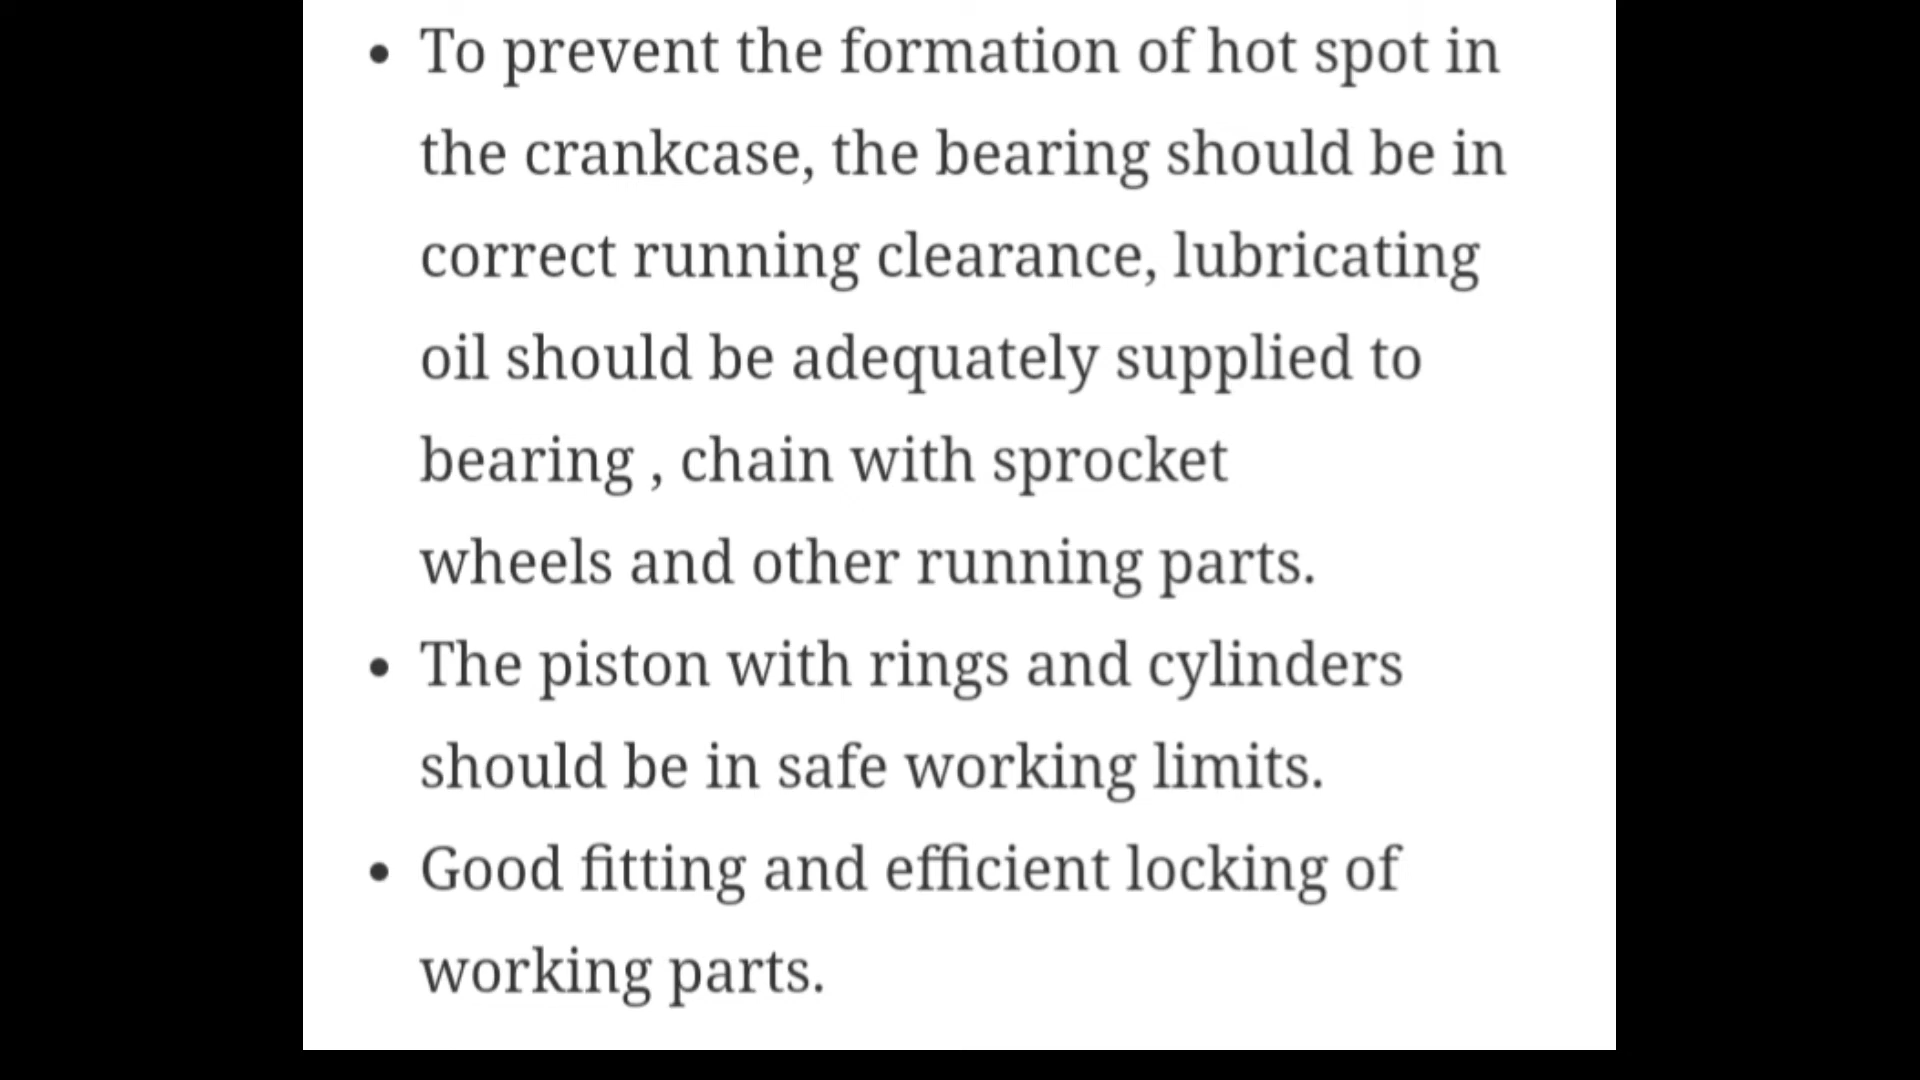 • To prevent the formation of hot spot in
the crankcase, the bearing should be in
correct running clearance, lubricating
oil should be adequately supplied to
bearing , chain with sprocket
wheels and other running parts.
• The piston with rings and cylinders
should be in safe working limits.
• Good fitting and efficient locking of
working parts.